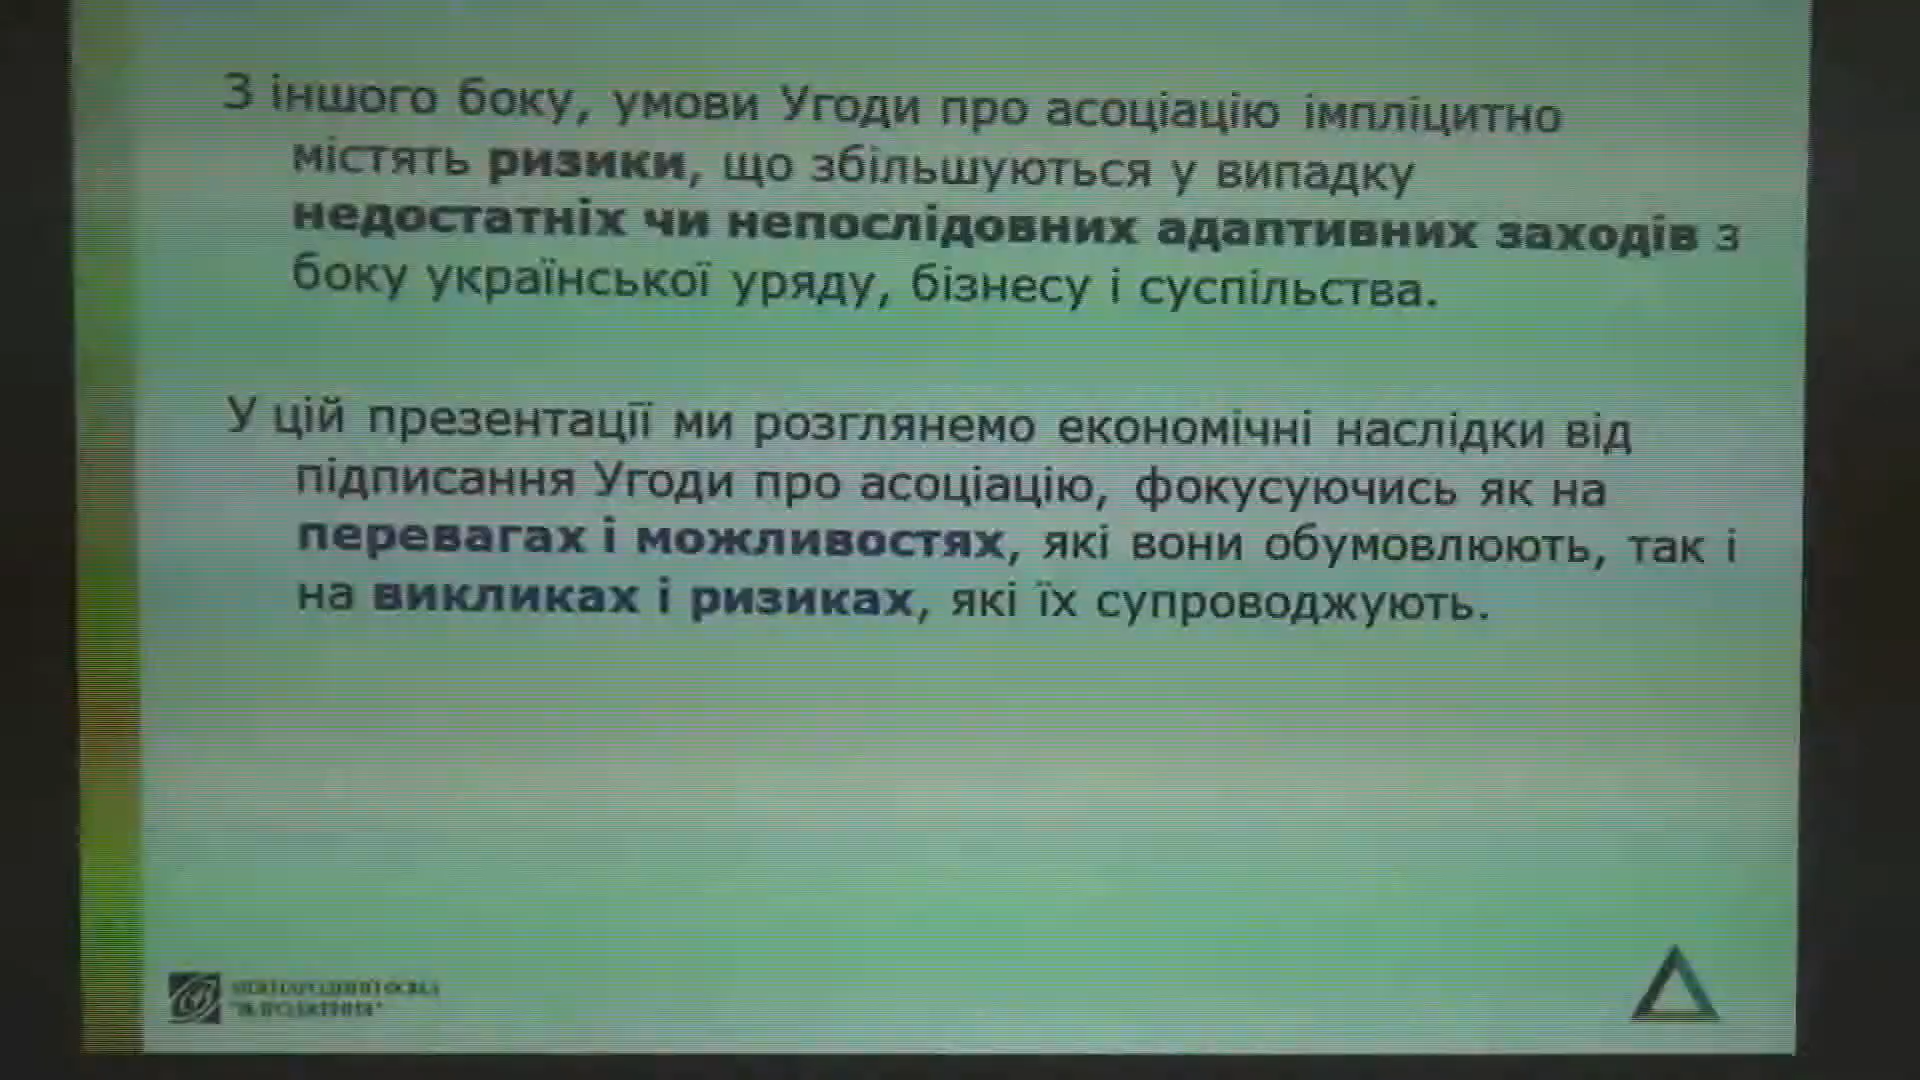 З іншого боку, умови Угоди про асоціацію імпліцитно
містять ризики, що збільшуються у випадку
недостатніх чи непослідовних адаптивних заходів з
боку української уряду, бізнесу і суспільства.
У цій презентації ми розглянемо економічні наслідки від
підписання Угоди про асоціацію, фокусуючись як на
перевагах і можливостях, які вони обумовлюють, так і
на викликах і ризиках, які їх супроводжують.